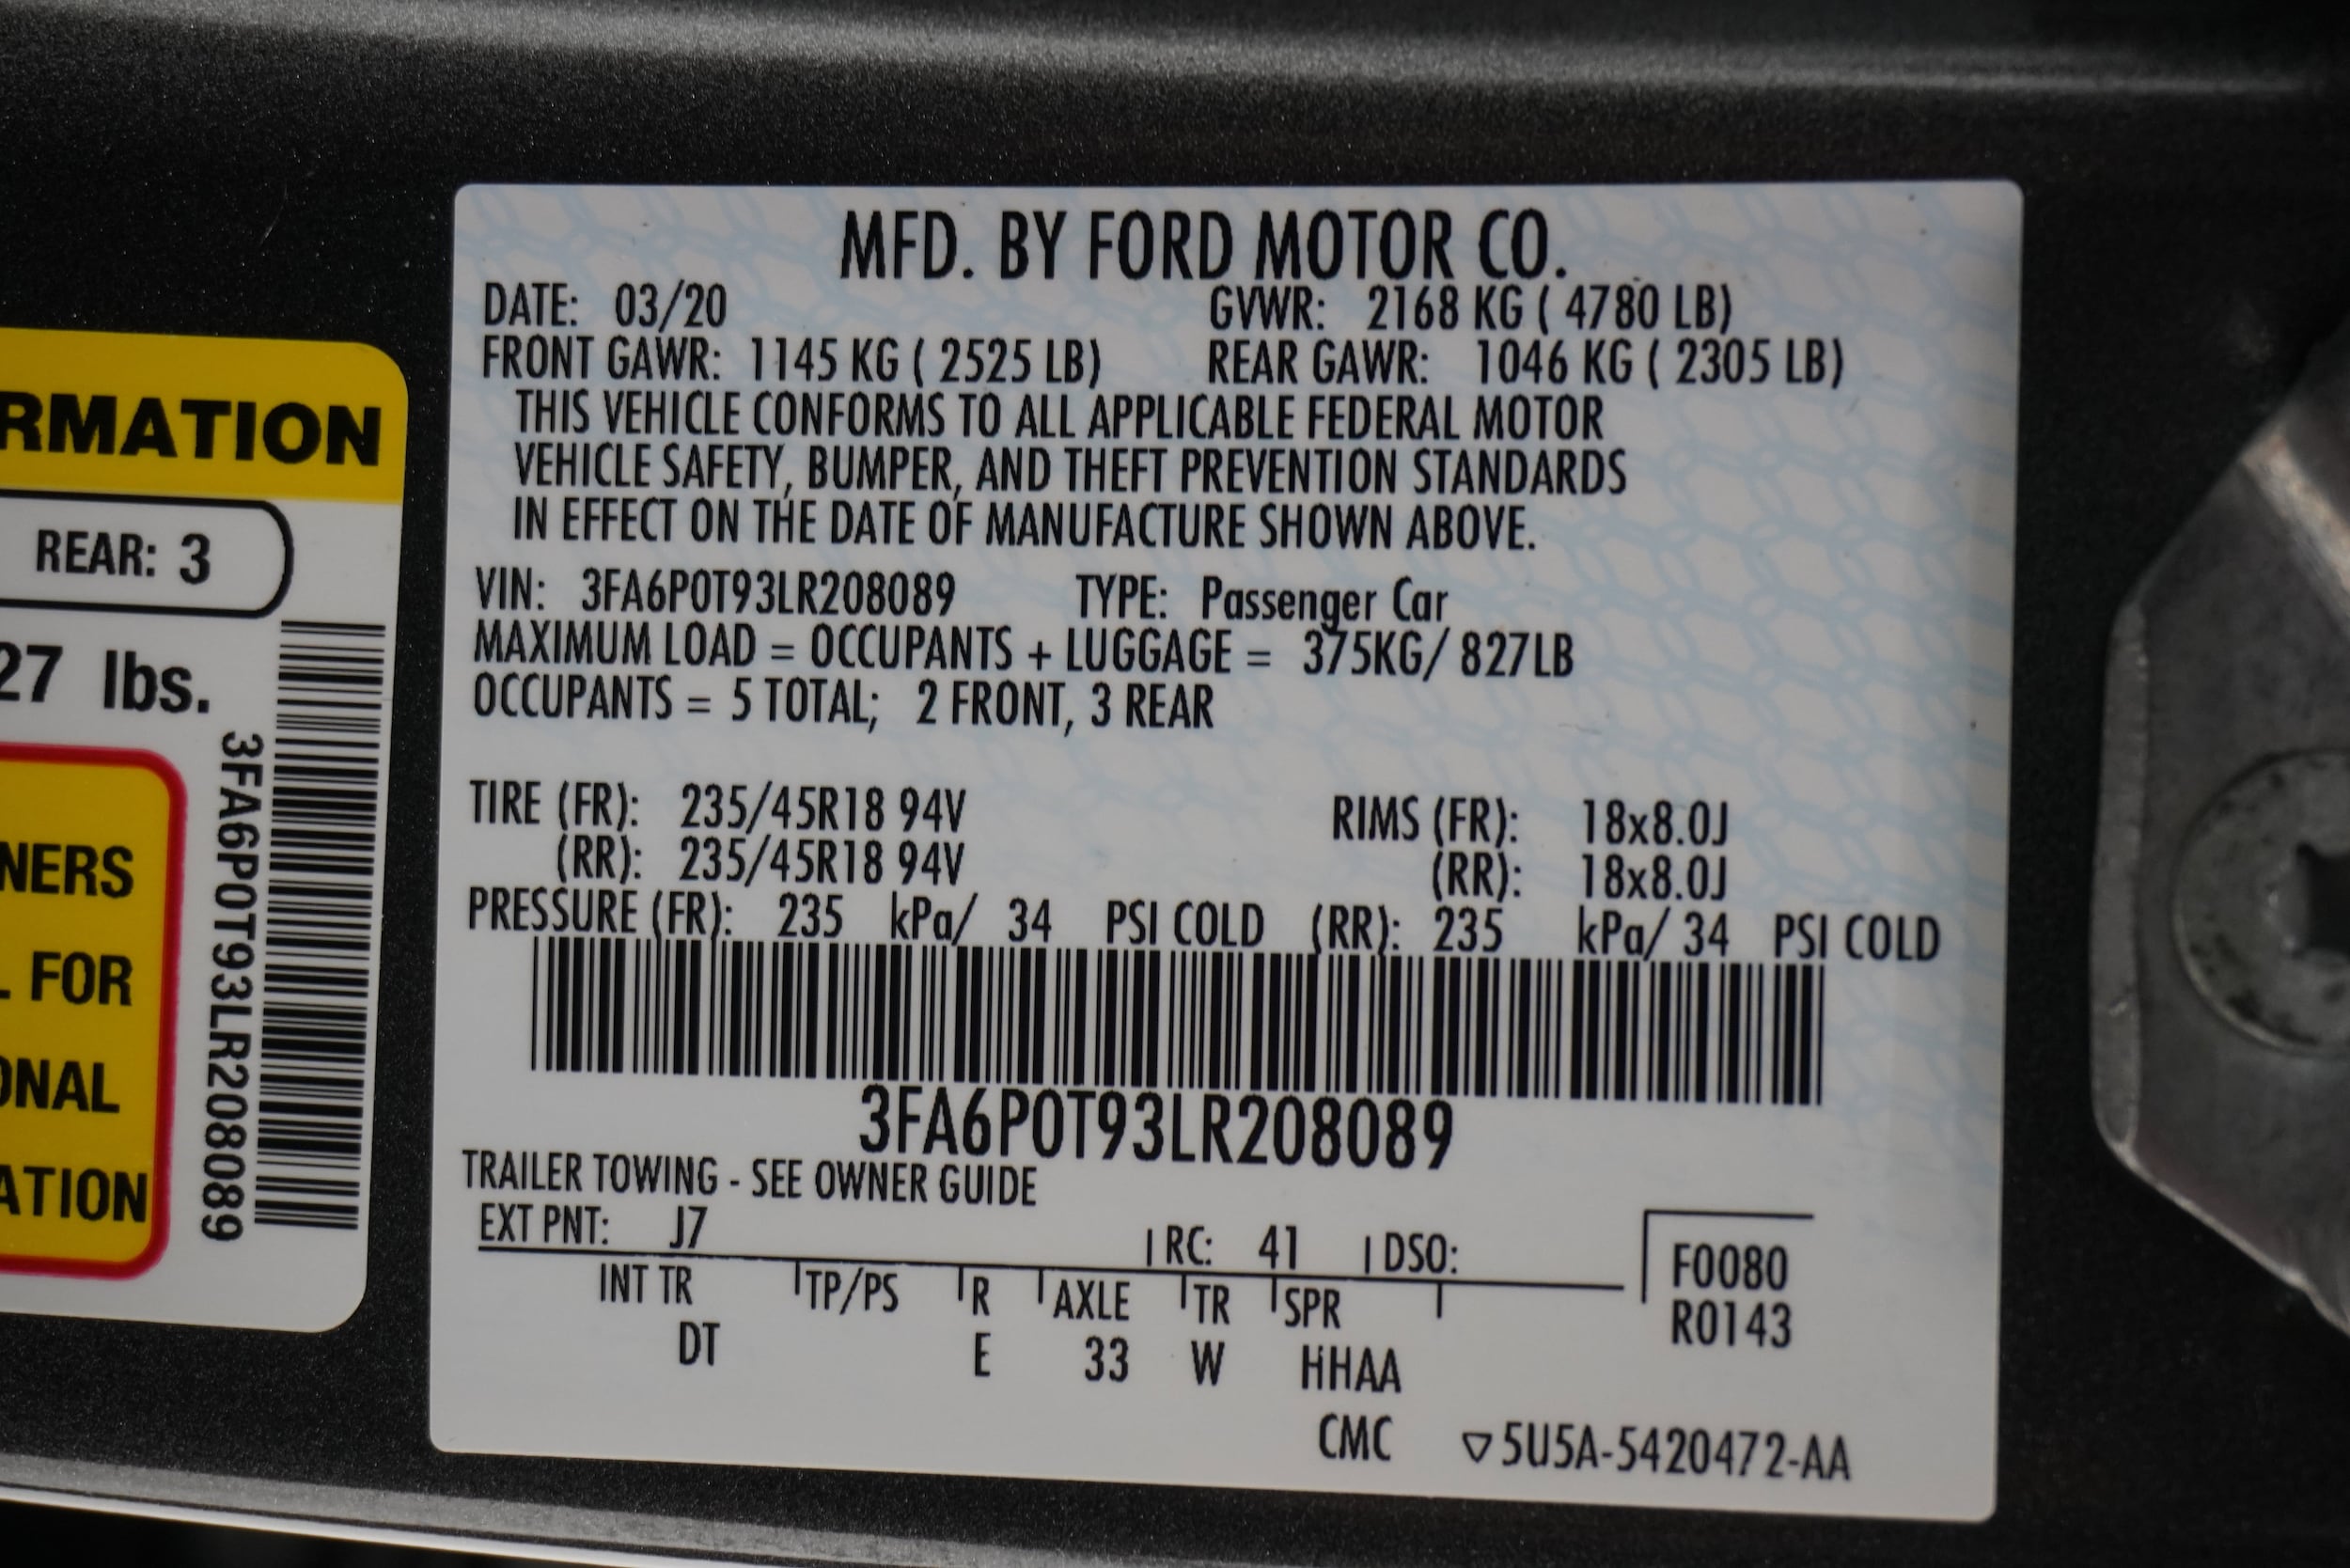 RMATION
REAR: 3
27 lbs.
3FA6P0T93LR208089
NERS
L FOR
ONAL
ATION
MFD. BY FORD MOTOR CO.
DATE: 03/20 GVWR: 2168 KG ( 4780 LB)
FRONT GAWR: 1145 KG ( 2525 LB) REAR GAWR: 1046 KG ( 2305 LB)
THIS VEHICLE CONFORMS TO ALL APPLICABLE FEDERAL MOTOR
VEHICLE SAFETY, BUMPER, AND THEFT PREVENTION STANDARDS
IN EFFECT ON THE DATE OF MANUFACTURE SHOWN ABOVE.
VIN: 3FA6P0T93LR208089 TYPE: Passenger Car
MAXIMUM LOAD = OCCUPANTS + LUGGAGE = 375KG/ 827LB
OCCUPANTS = 5 TOTAL; 2 FRONT, 3 REAR
TIRE (FR): 235/45R18 94V RIMS (FR): 18x8.0J
(RR): 235/45R18 94V (RR): 18x8.0J
PRESSURE (FR): 235 kPa/ 34 PSI COLD (RR): 235 kPa/ 34 PSI COLD
3FA6P0T93LR208089
TRAILER TOWING - SEE OWNER GUIDE
EXT PNT: J7 RC: 41 DSO: F0080
INT TR TP/PS R AXLE TR SPR R0143
DT E 33 W HHAA
CMC ▽5U5A-5420472-AA